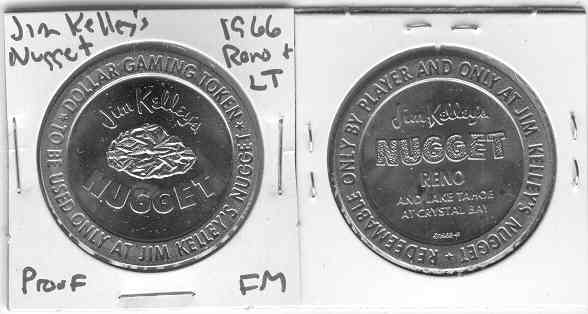 Jim Kelley's
Nugget
1966
Reno +
LT
DOLLAR GAMING TOKEN
TO BE USED ONLY AT JIM KELLEY'S NUGGET
Jim Kelley's
NUGGET
Proof
FM
REDEEMABLE ONLY BY PLAYER AND ONLY AT JIM KELLEY'S NUGGET
Jim Kelley's
NUGGET
RENO
AND LAKE TAHOE
AT CRYSTAL BAY